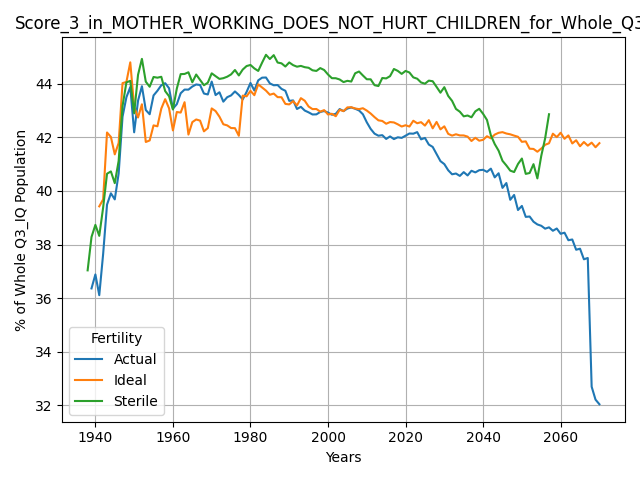 Score_3_in_MOTHER_WORKING_DOES_NOT_HURT_CHILDREN_for_Whole_Q3
% of Whole Q3_IQ Population
44
42
40
38
36
34
32
Fertility
Actual
Ideal
Sterile
1940 1960 1980 2000 2020 2040 2060
Years